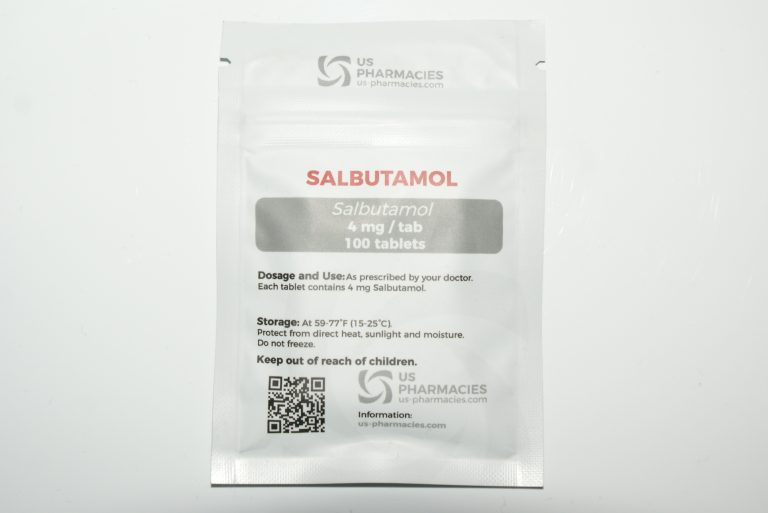 US
PHARMACIES
us-pharmacies.com
SALBUTAMOL
Salbutamol
4 mg / tab
100 tablets
Dosage and Use: As prescribed by your doctor.
Each tablet contains 4 mg Salbutamol.
Storage: At 59-77°F (15-25°C).
Protect from direct heat, sunlight and moisture.
Do not freeze.
Keep out of reach of children.
US
PHARMACIES
us-pharmacies.com
Information:
us-pharmacies.com